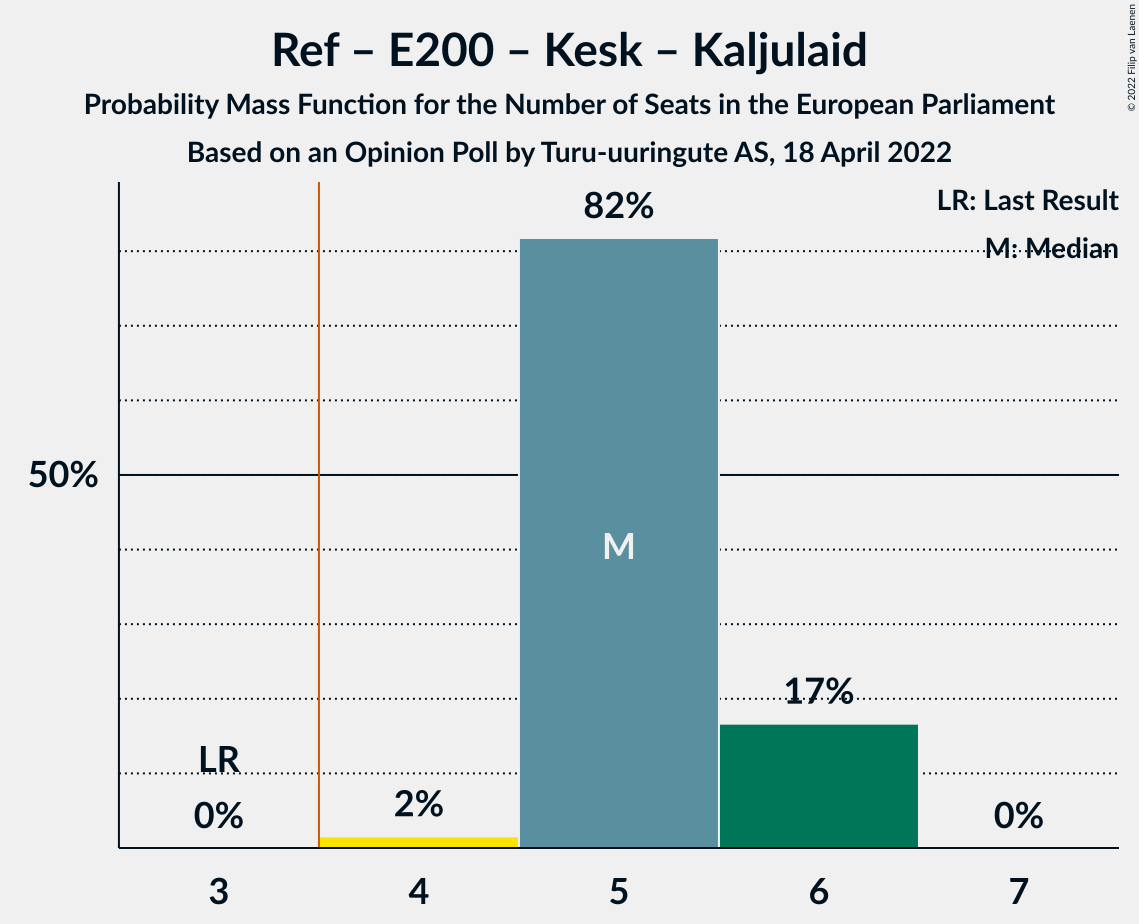 Ref – E200 – Kesk – Kaljulaid
Probability Mass Function for the Number of Seats in the European Parliament
Based on an Opinion Poll by Turu-uuringute AS, 18 April 2022
© 2022 Filip van Laenen
LR: Last Result
M: Median
82%
50%
M
17%
LR
0%
2%
0%
3
4
5
6
7